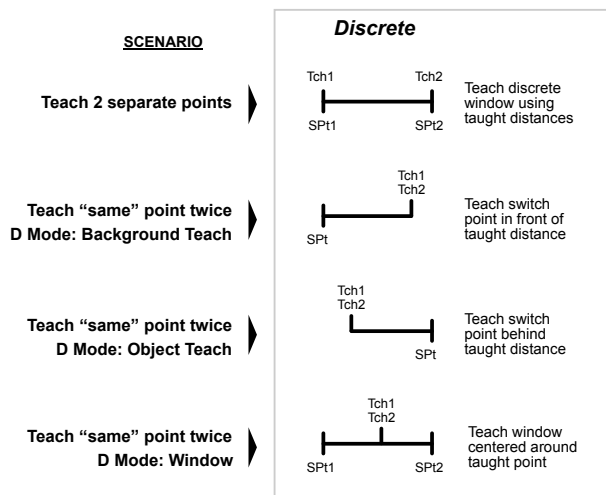 SCENARIO
Discrete
Teach 2 separate points
Tch1
Tch2
SPt1
SPt2
Teach discrete
window using
taught distances
Teach “same” point twice
D Mode: Background Teach
Tch1
Tch2
SPt
Teach switch
point in front of
taught distance
Teach “same” point twice
D Mode: Object Teach
Tch1
Tch2
SPt
Teach switch
point behind
taught distance
Teach “same” point twice
D Mode: Window
Tch1
Tch2
SPt1
SPt2
Teach window
centered around
taught point